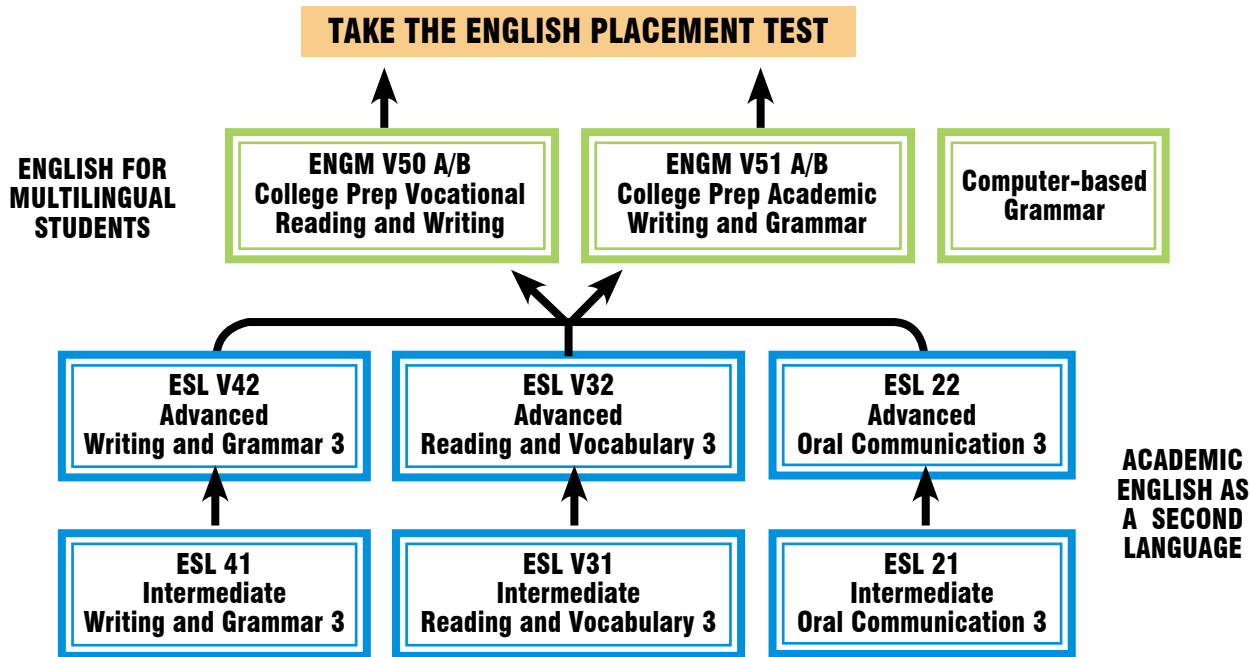 TAKE THE ENGLISH PLACEMENT TEST
ENGLISH FOR
MULTILINGUAL
STUDENTS
ENGM V50 A/B
College Prep Vocational
Reading and Writing
ENGM V51 A/B
College Prep Academic
Writing and Grammar
Computer-based
Grammar
ESL V42
Advanced
Writing and Grammar 3
ESL V32
Advanced
Reading and Vocabulary 3
ESL 22
Advanced
Oral Communication 3
ACADEMIC
ENGLISH AS
A SECOND
LANGUAGE
ESL 41
Intermediate
Writing and Grammar 3
ESL V31
Intermediate
Reading and Vocabulary 3
ESL 21
Intermediate
Oral Communication 3